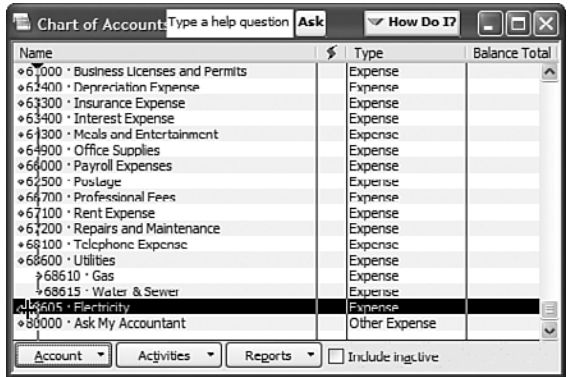 Chart of Accounts Type a help question Ask How Do I?
Name Type Balance Total
61000 · Business Licenses and Permits Expense
62400 · Depreciation Expense Expense
63300 · Insurance Expense Expense
63400 · Interest Expense Expense
64300 · Meals and Entertainment Expense
64900 · Office Supplies Expense
66000 · Payroll Expenses Expense
62500 · Postage Expense
66700 · Professional Fees Expense
67100 · Rent Expense Expense
67200 · Repairs and Maintenance Expense
68100 · Telephone Expense Expense
68600 · Utilities Expense
68610 · Gas Expense
68615 · Water & Sewer Expense
68605 · Electricity Expense
80000 · Ask My Accountant Other Expense
Account Activities Reports Include inactive